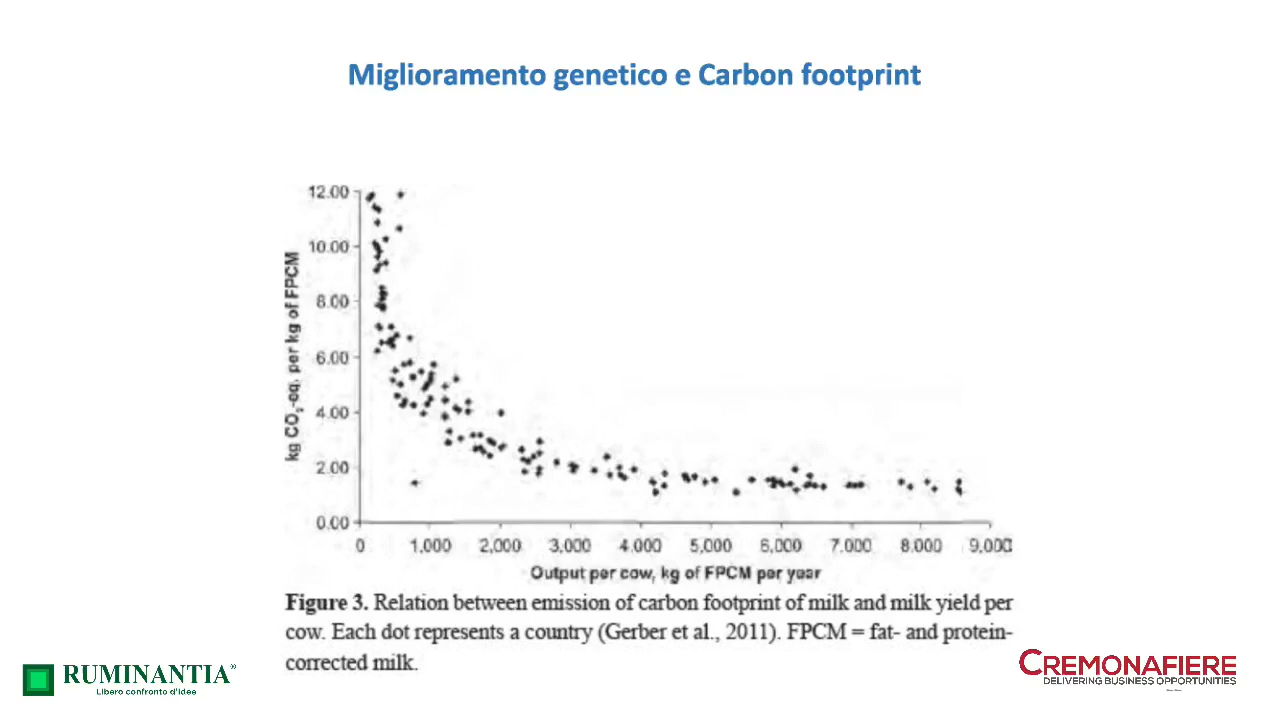 Miglioramento genetico e Carbon footprint
12.00
10.00
8.00
6.00
4.00
2.00
0.00
kg CO2-eq. per kg of FPCM
0 1,000 2,000 3,000 4,000 5,000 6,000 7,000 8,000 9,000
Output per cow, kg of FPCM per year
Figure 3. Relation between emission of carbon footprint of milk and milk yield per
cow. Each dot represents a country (Gerber et al., 2011). FPCM = fat- and protein-
corrected milk.
RUMINANTIA®
Libero confronto d'Idee
CREMONAFIERE
DELIVERING BUSINESS OPPORTUNITIES